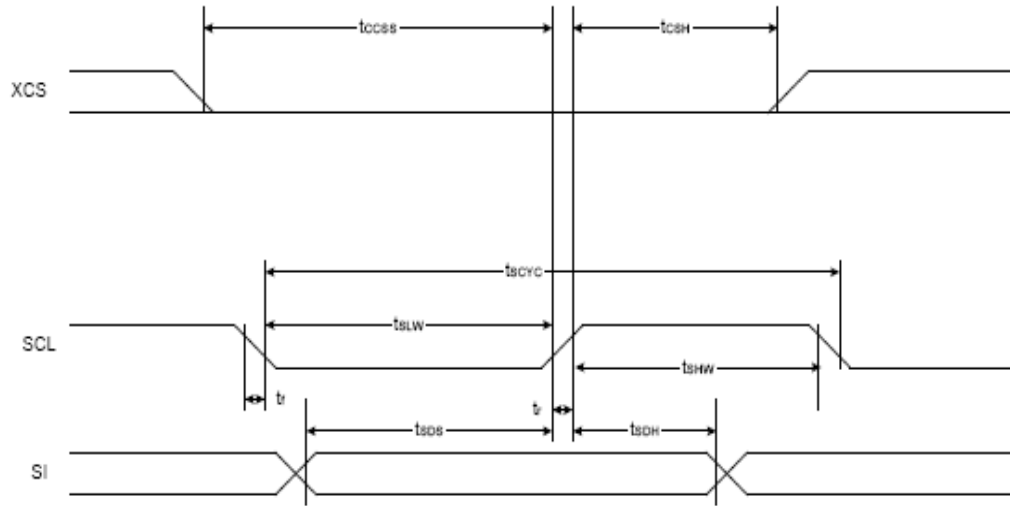 tCCSS tCSH
XCS
tSCYC
tSLW
SCL
tSHW
tf tr
tSDS tSDH
SI